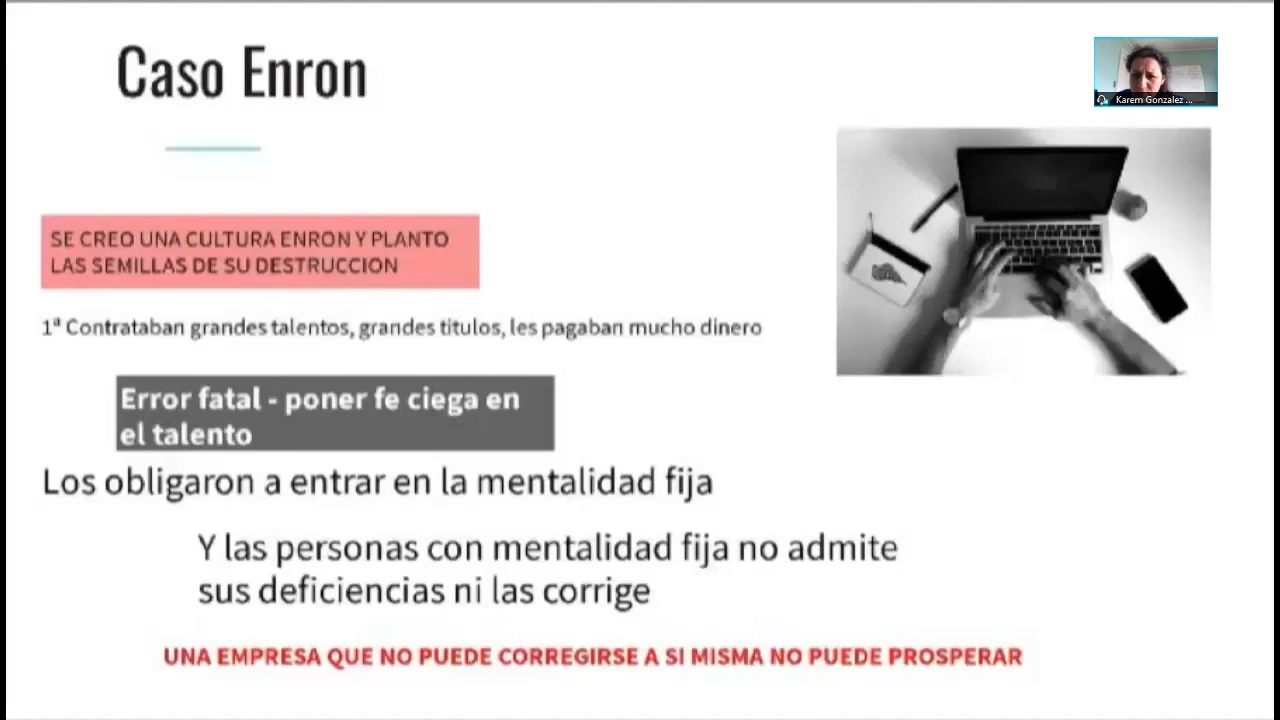 Caso Enron
Karem Gonzalez ...
SE CREO UNA CULTURA ENRON Y PLANTO
LAS SEMILLAS DE SU DESTRUCCION
1ª Contrataban grandes talentos, grandes titulos, les pagaban mucho dinero
Error fatal - poner fe ciega en
el talento
Los obligaron a entrar en la mentalidad fija
Y las personas con mentalidad fija no admite
sus deficiencias ni las corrige
UNA EMPRESA QUE NO PUEDE CORREGIRSE A SI MISMA NO PUEDE PROSPERAR